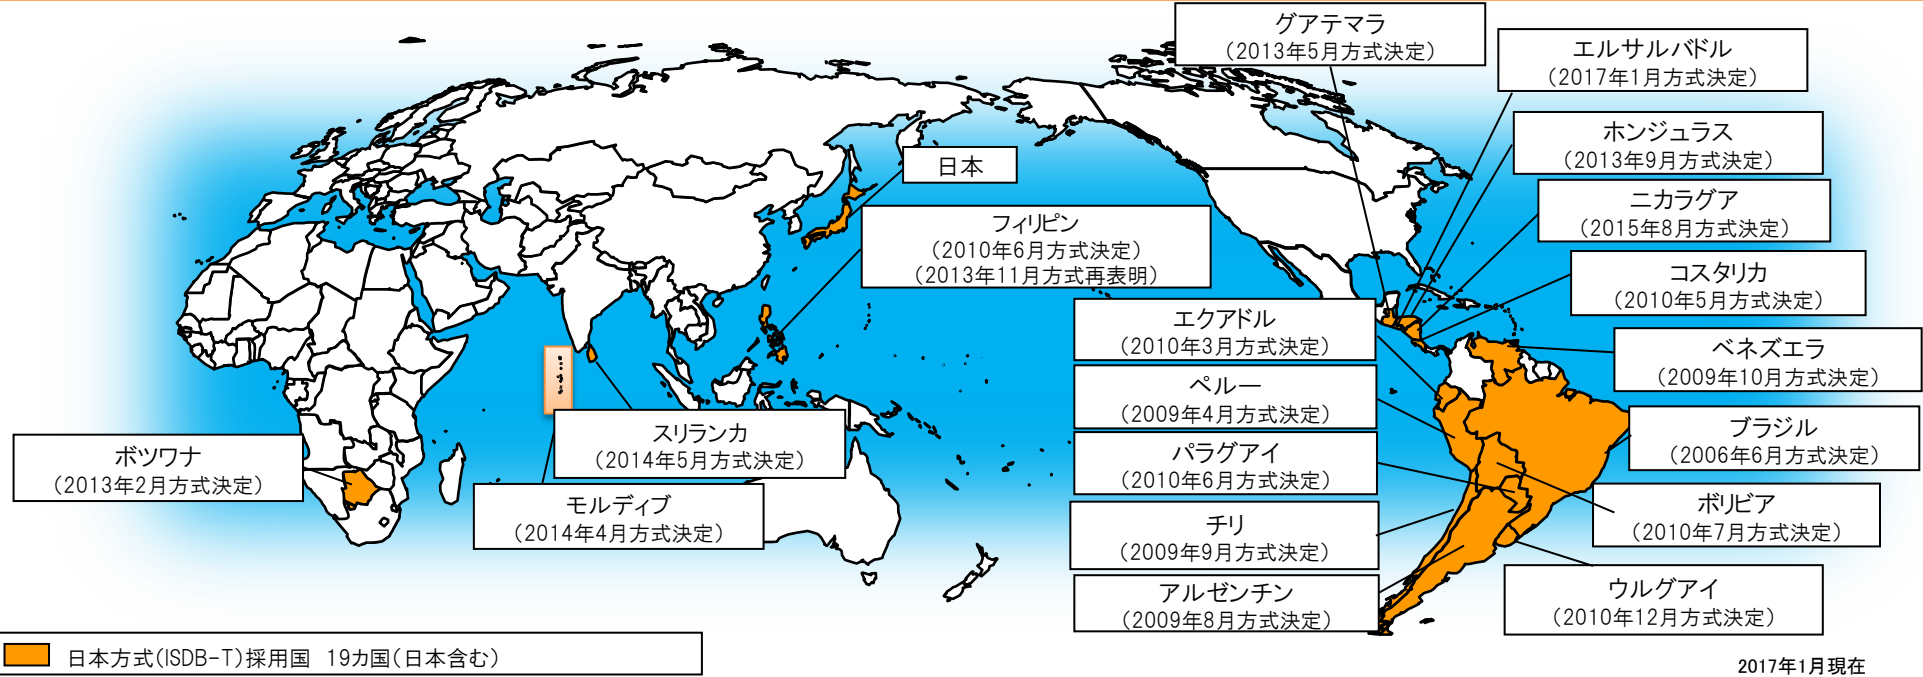 グアテマラ
（2013年5月方式決定）
エルサルバドル
（2017年1月方式決定）
ホンジュラス
（2013年9月方式決定）
日本
ニカラグア
（2015年8月方式決定）
フィリピン
（2010年6月方式決定）
（2013年11月方式再表明）
コスタリカ
（2010年5月方式決定）
エクアドル
（2010年3月方式決定）
ベネズエラ
（2009年10月方式決定）
ペルー
（2009年4月方式決定）
ブラジル
（2006年6月方式決定）
スリランカ
（2014年5月方式決定）
パラグアイ
（2010年6月方式決定）
ボツワナ
（2013年2月方式決定）
モルディブ
（2014年4月方式決定）
ボリビア
（2010年7月方式決定）
チリ
（2009年9月方式決定）
アルゼンチン
（2009年8月方式決定）
ウルグアイ
（2010年12月方式決定）
日本方式(ISDB-T)採用国　19カ国（日本含む）
2017年1月現在